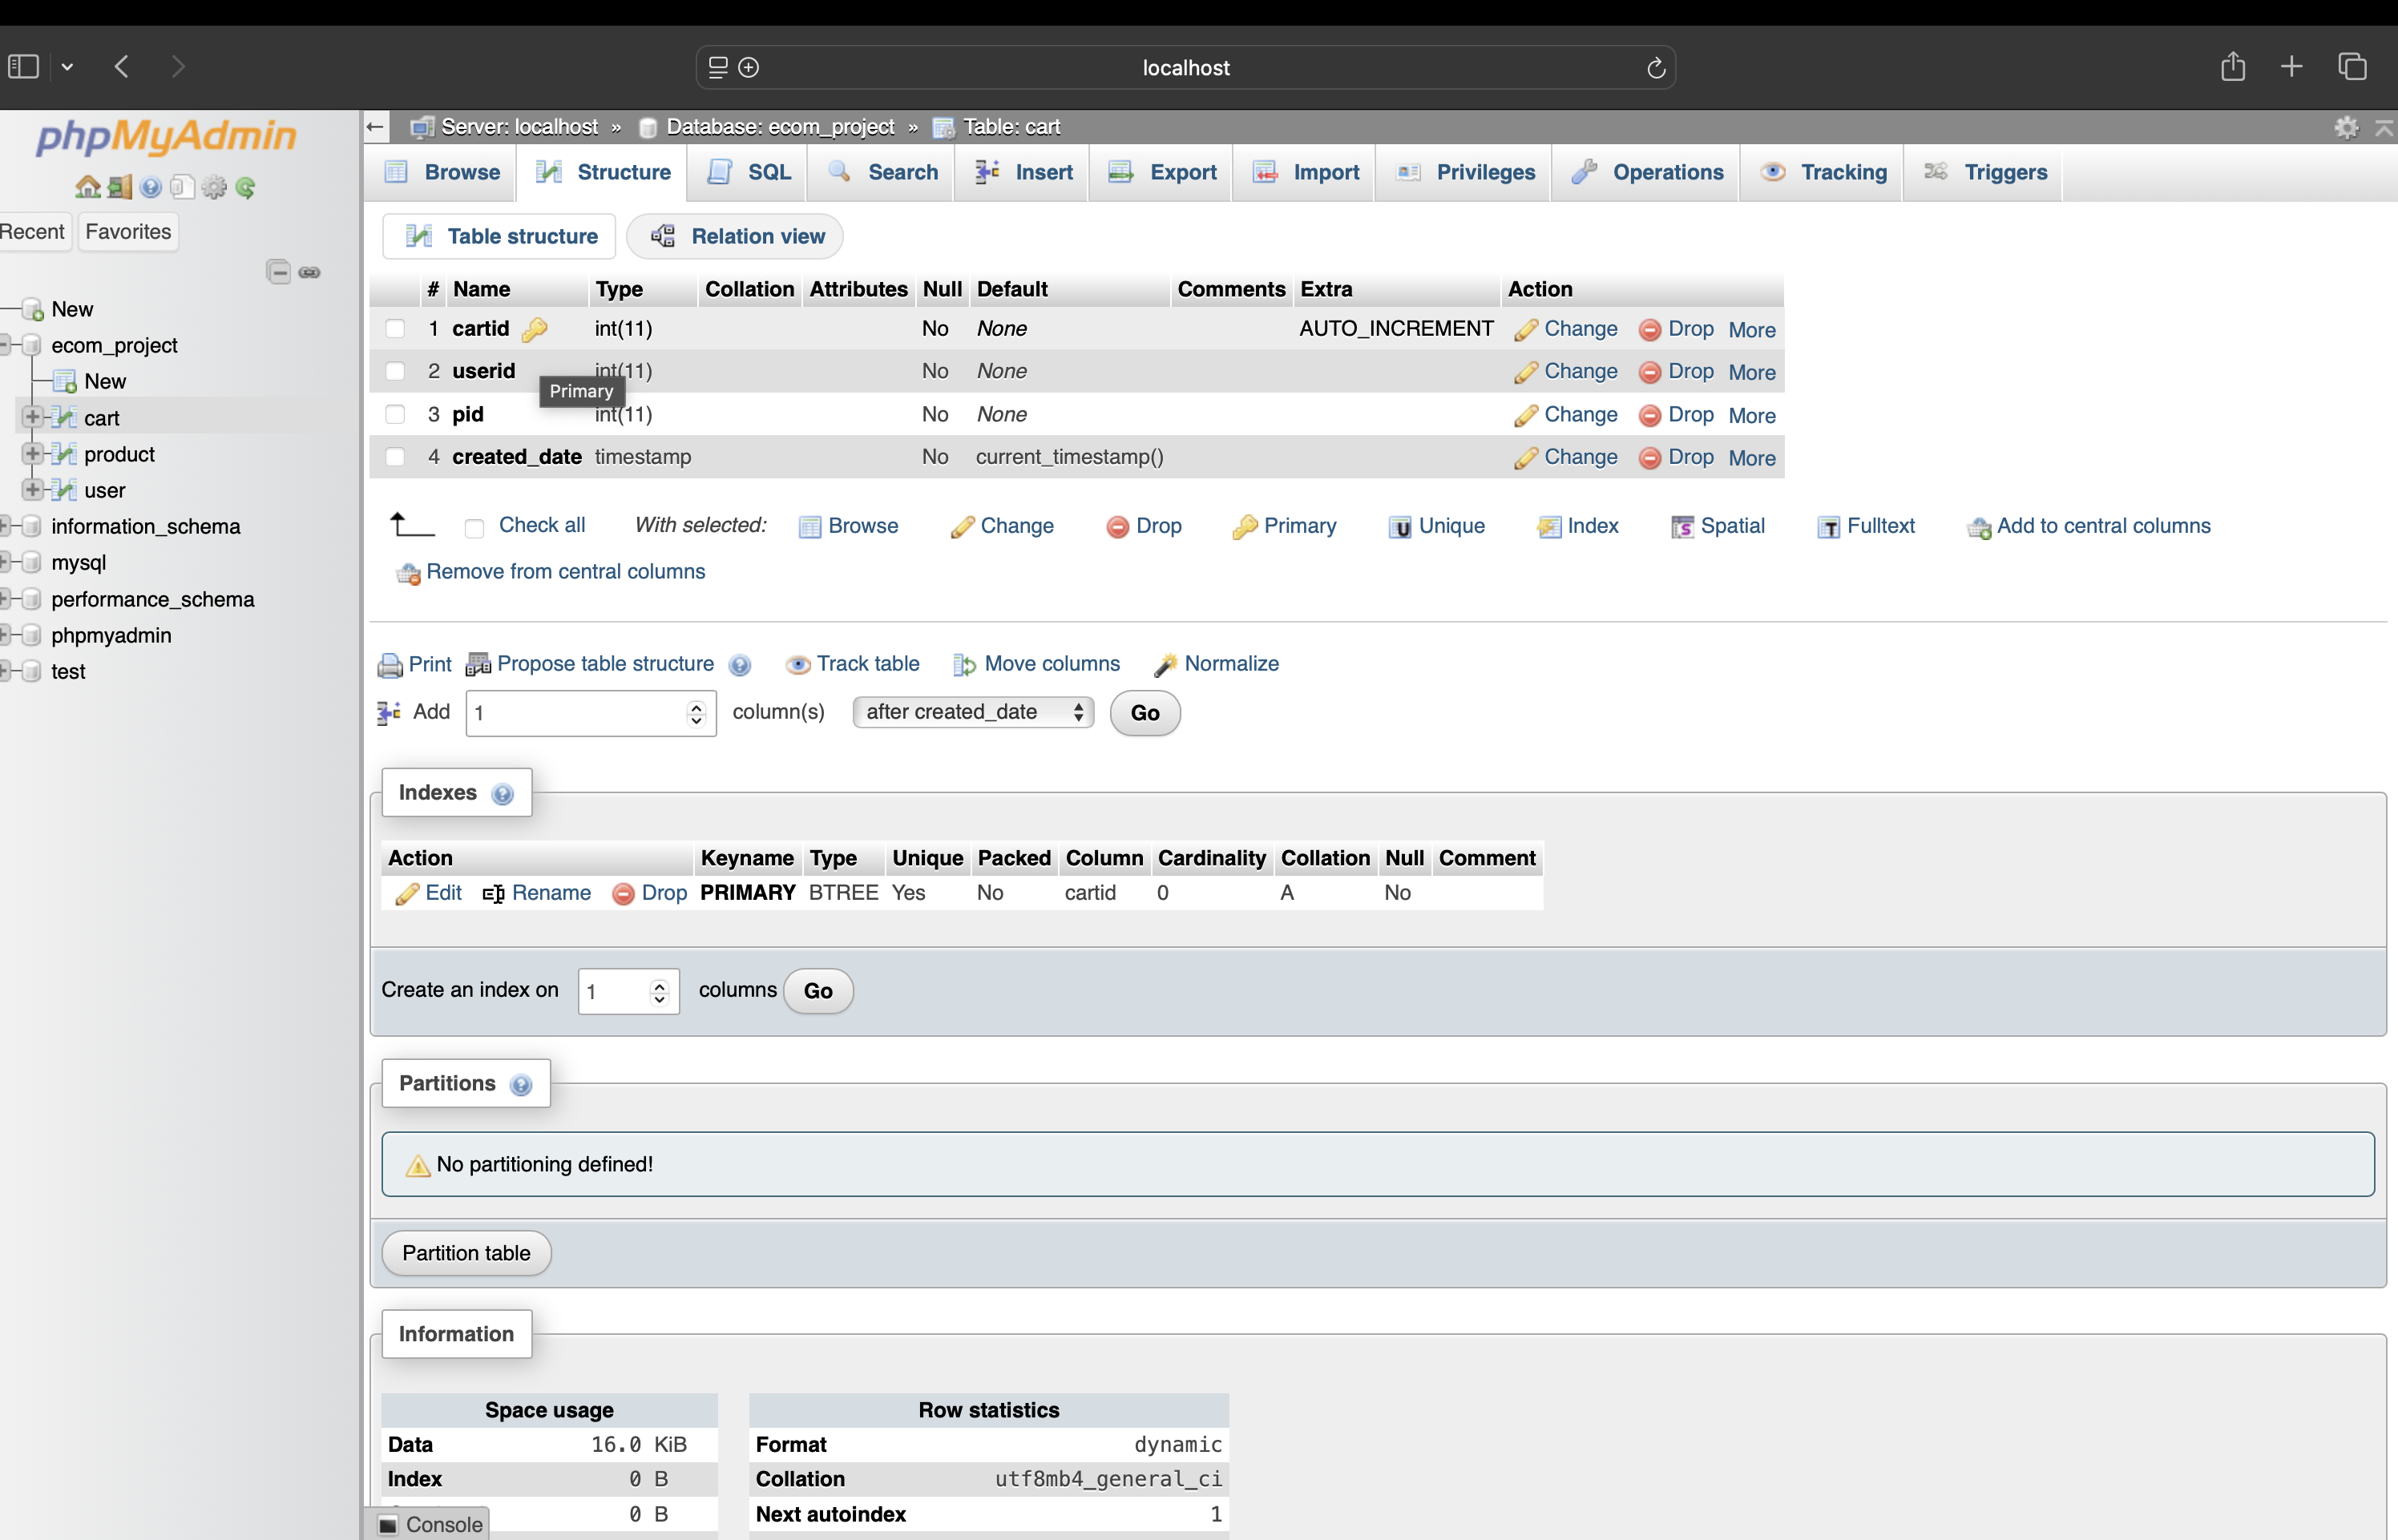 localhost
phpMyAdmin
Server: localhost » Database: ecom_project » Table: cart
Browse Structure SQL Search Insert Export Import Privileges Operations Tracking Triggers
Recent Favorites
New
ecom_project
New
cart
product
user
information_schema
mysql
performance_schema
phpmyadmin
test
Table structure Relation view
# Name Type Collation Attributes Null Default Comments Extra Action
1 cartid int(11) No None AUTO_INCREMENT Change Drop More
2 userid int(11) No None Change Drop More
Primary
3 pid int(11) No None Change Drop More
4 created_date timestamp No current_timestamp() Change Drop More
Check all With selected: Browse Change Drop Primary Unique Index Spatial Fulltext Add to central columns
Remove from central columns
Print Propose table structure Track table Move columns Normalize
Add 1 column(s) after created_date Go
Indexes
Action Keyname Type Unique Packed Column Cardinality Collation Null Comment
Edit Rename Drop PRIMARY BTREE Yes No cartid 0 A No
Create an index on 1 columns Go
Partitions
No partitioning defined!
Partition table
Information
Space usage
Data 16.0 KiB
Index 0 B
0 B
Row statistics
Format dynamic
Collation utf8mb4_general_ci
Next autoindex 1
Console